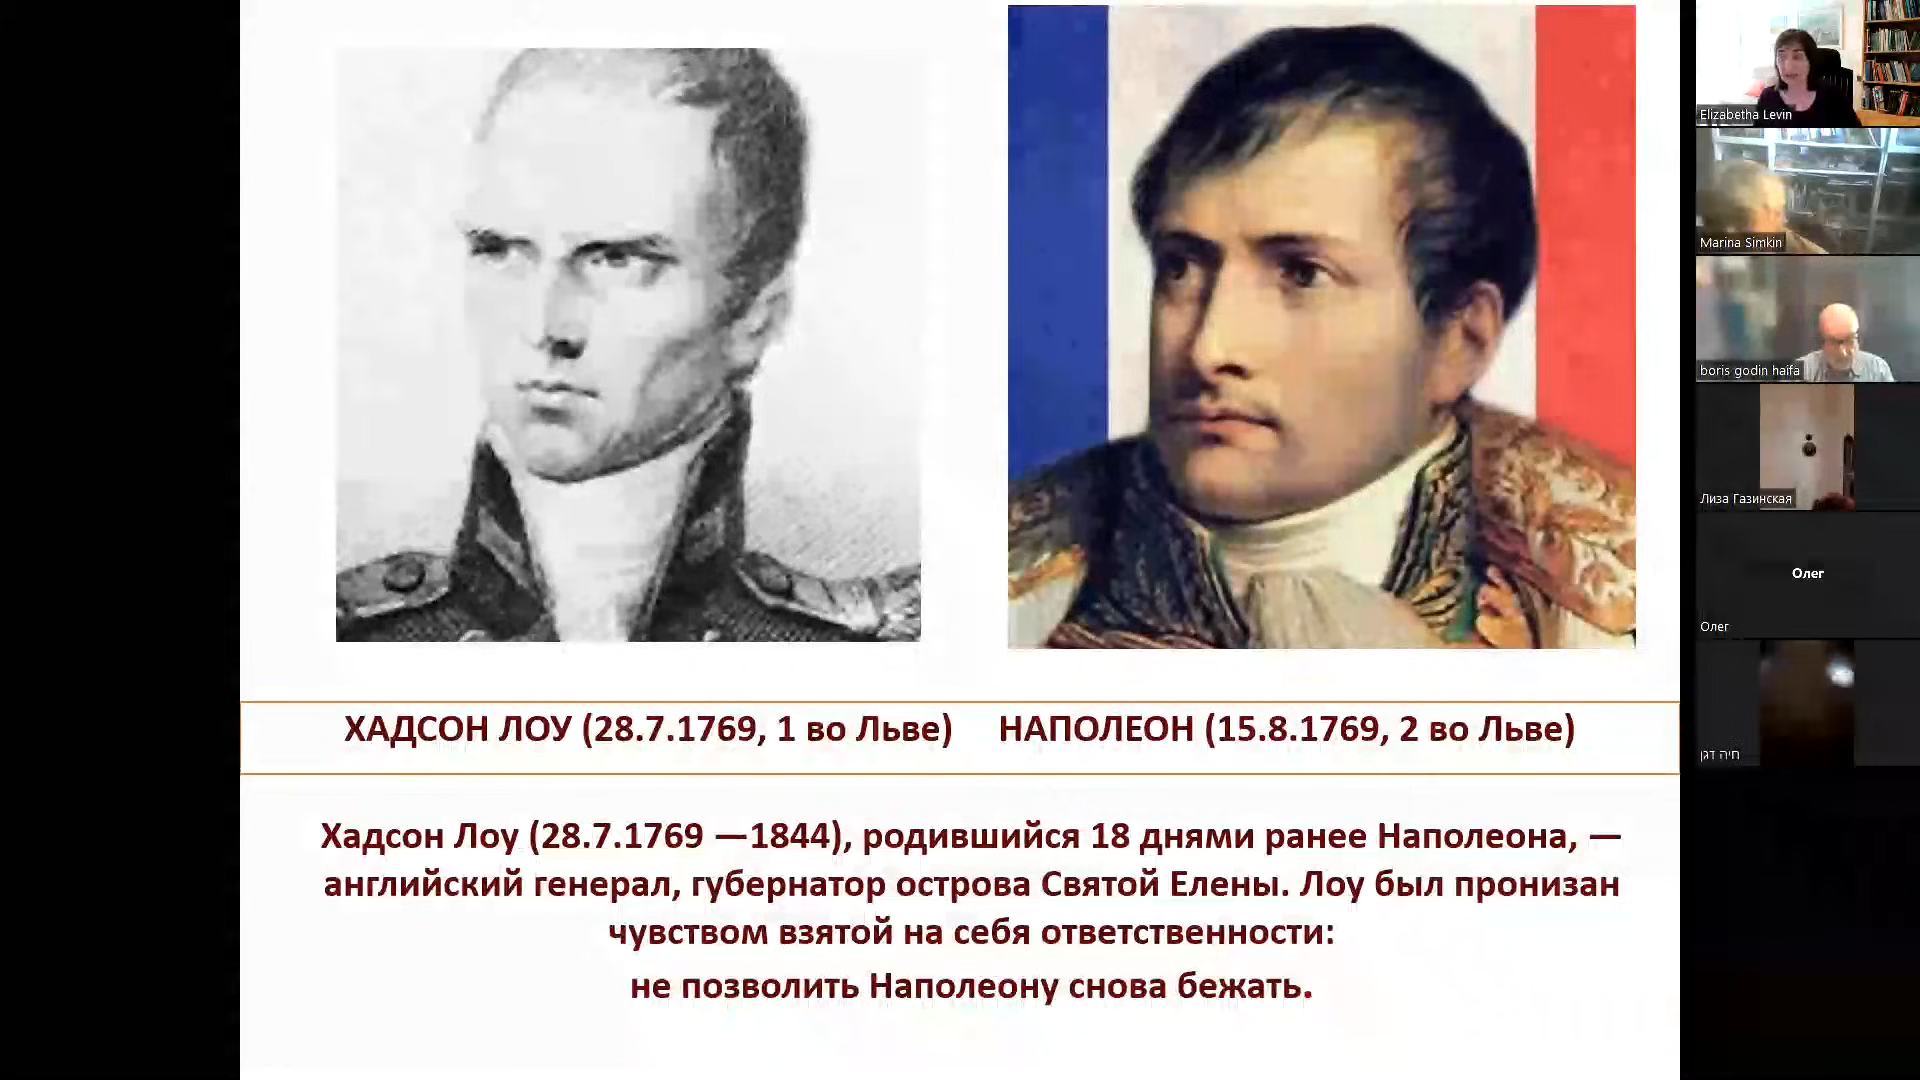 ХАДСОН ЛОУ (28.7.1769, 1 во Льве) НАПОЛЕОН (15.8.1769, 2 во Льве)
Хадсон Лоу (28.7.1769 —1844), родившийся 18 днями ранее Наполеона, —
английский генерал, губернатор острова Святой Елены. Лоу был пронизан
чувством взятой на себя ответственности:
не позволить Наполеону снова бежать.
Elizabetha Levin
Marina Simkin
boris godin haifa
Лиза Газинская
Олег
Олег
חיה דגן